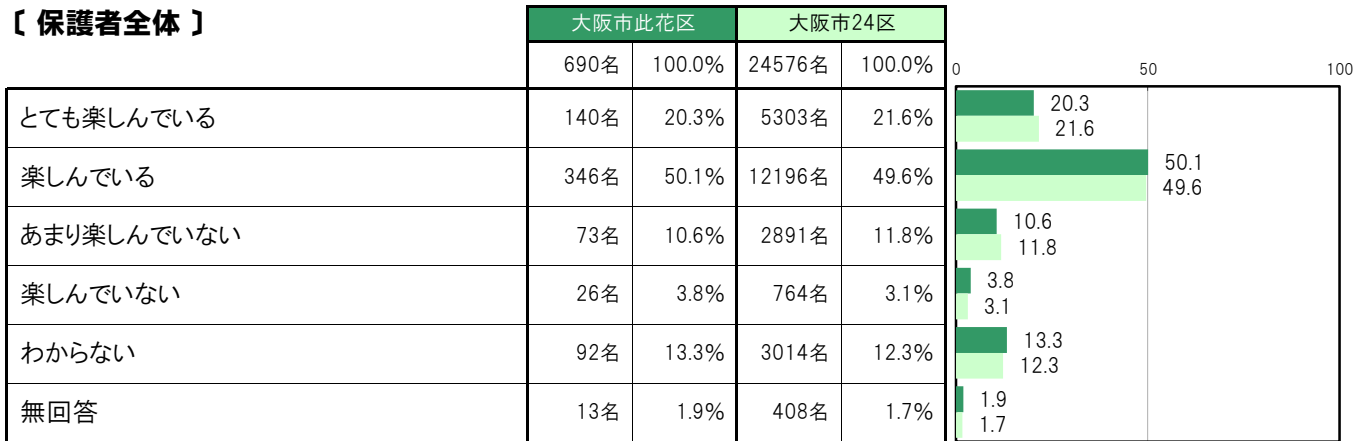 〔 保護者全体 〕
大阪市此花区 大阪市24区
690名 100.0% 24576名 100.0%
0 50 100
とても楽しんでいる 140名 20.3% 5303名 21.6% 20.3
21.6
楽しんでいる 346名 50.1% 12196名 49.6% 50.1
49.6
あまり楽しんでいない 73名 10.6% 2891名 11.8% 10.6
11.8
楽しんでいない 26名 3.8% 764名 3.1% 3.8
3.1
わからない 92名 13.3% 3014名 12.3% 13.3
12.3
無回答 13名 1.9% 408名 1.7% 1.9
1.7